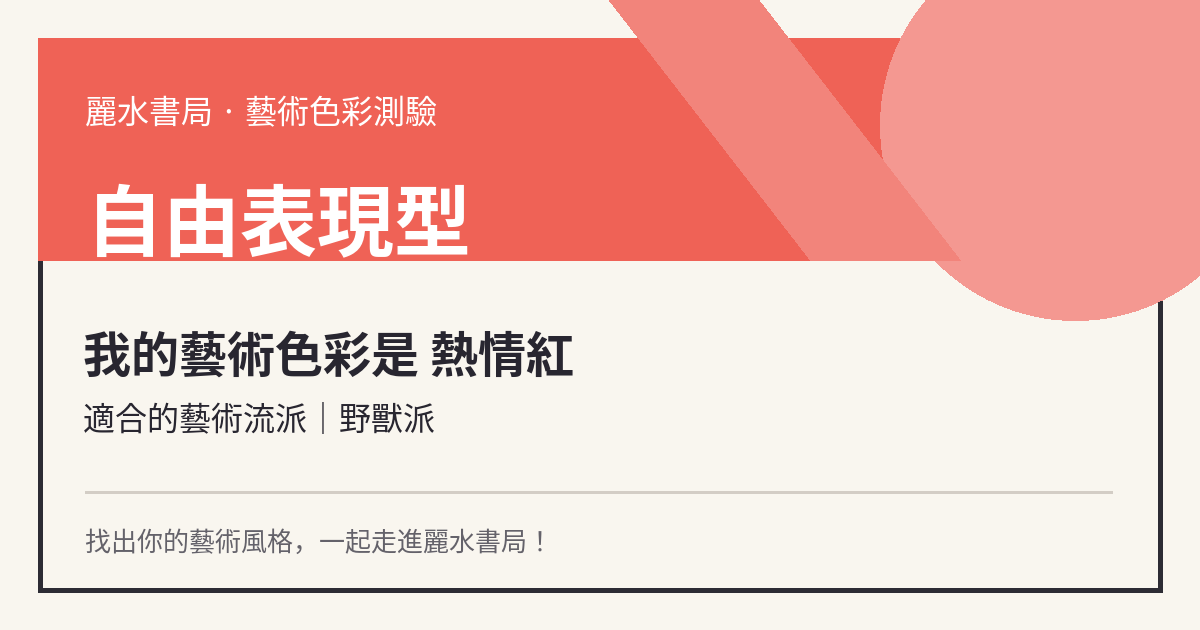 麗水書局 · 藝術色彩測驗
自由表現型
我的藝術色彩是 熱情紅
適合的藝術流派｜野獸派
找出你的藝術風格，一起走進麗水書局！